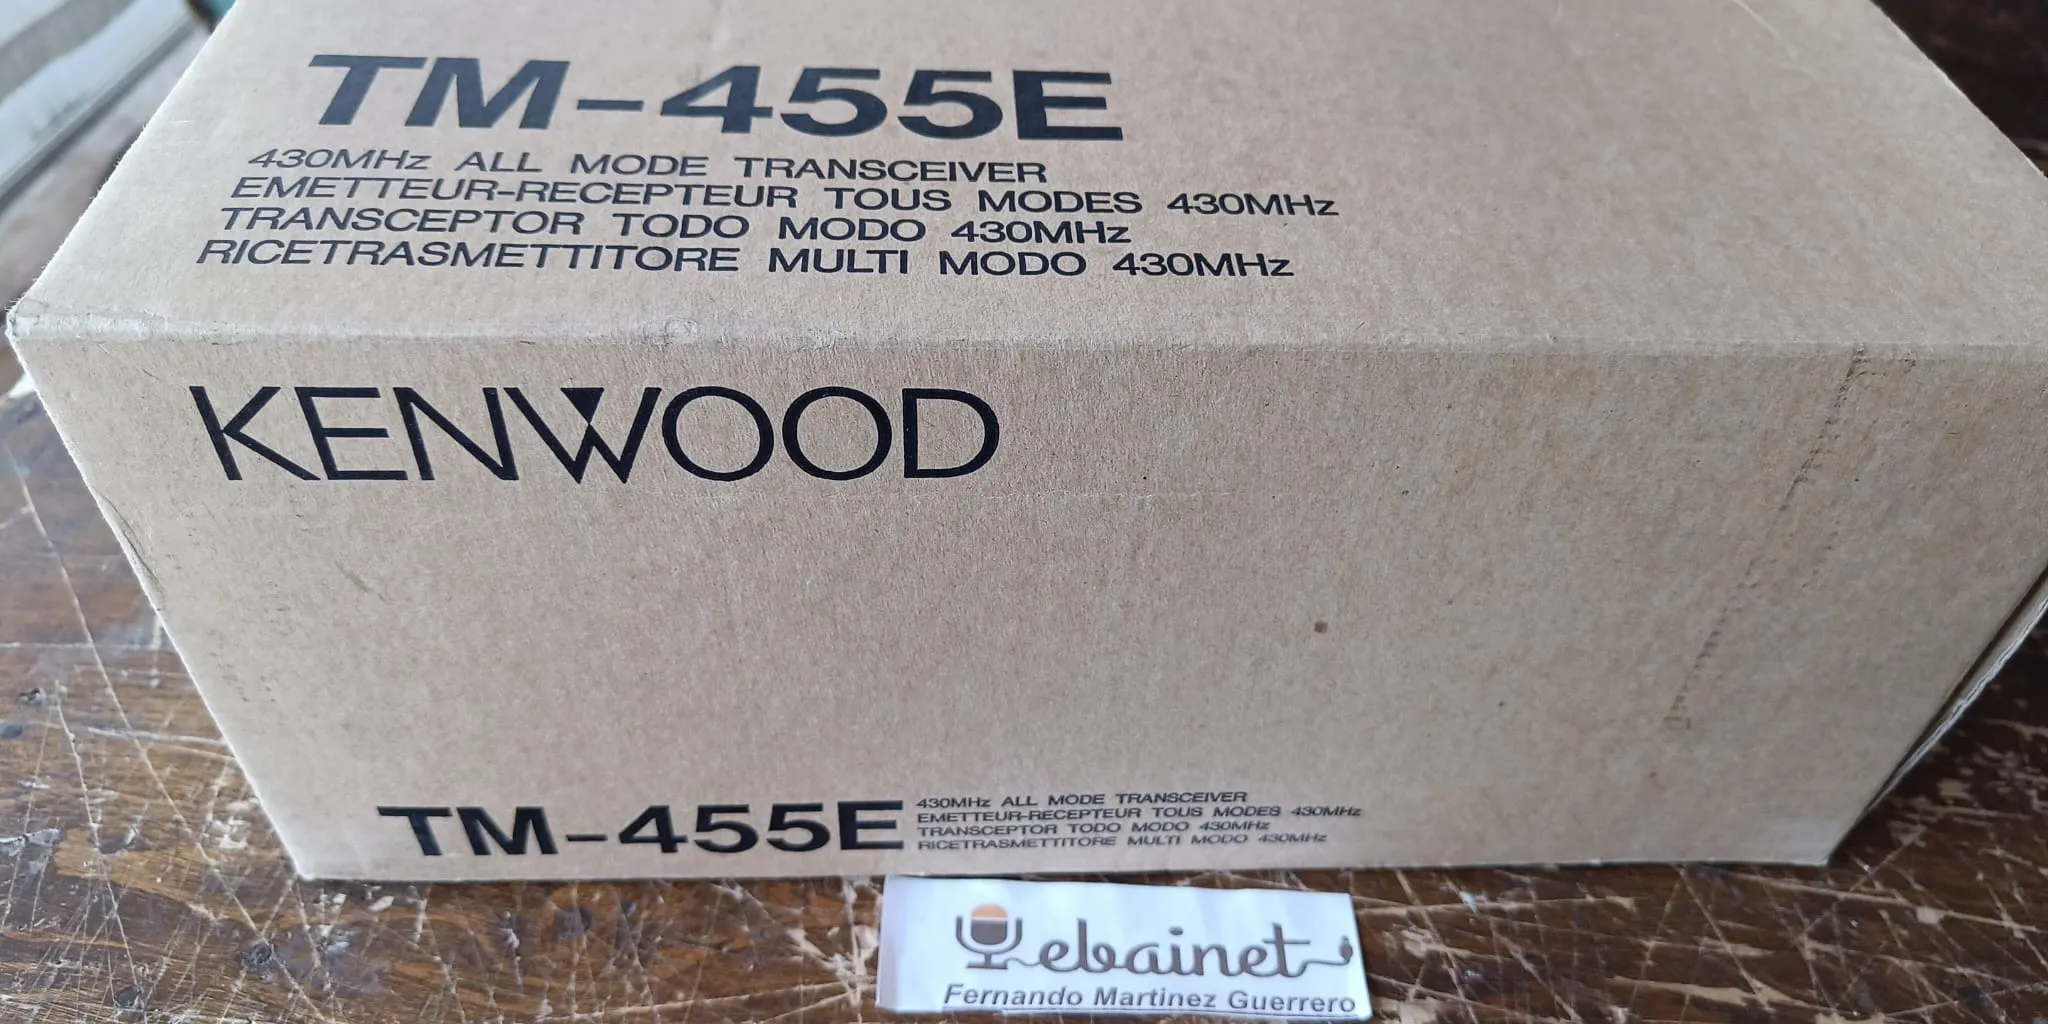 TM-455E
430MHz ALL MODE TRANSCEIVER
EMETTEUR-RECEPTEUR TOUS MODES 430MHz
TRANSCEPTOR TODO MODO 430MHz
RICETRASMETTITORE MULTI MODO 430MHz
KENWOOD
TM-455E
430MHz ALL MODE TRANSCEIVER
EMETTEUR-RECEPTEUR TOUS MODES 430MHz
TRANSCEPTOR TODO MODO 430MHz
RICETRASMETTITORE MULTI MODO 430MHz
ebainet
Fernando Martinez Guerrero